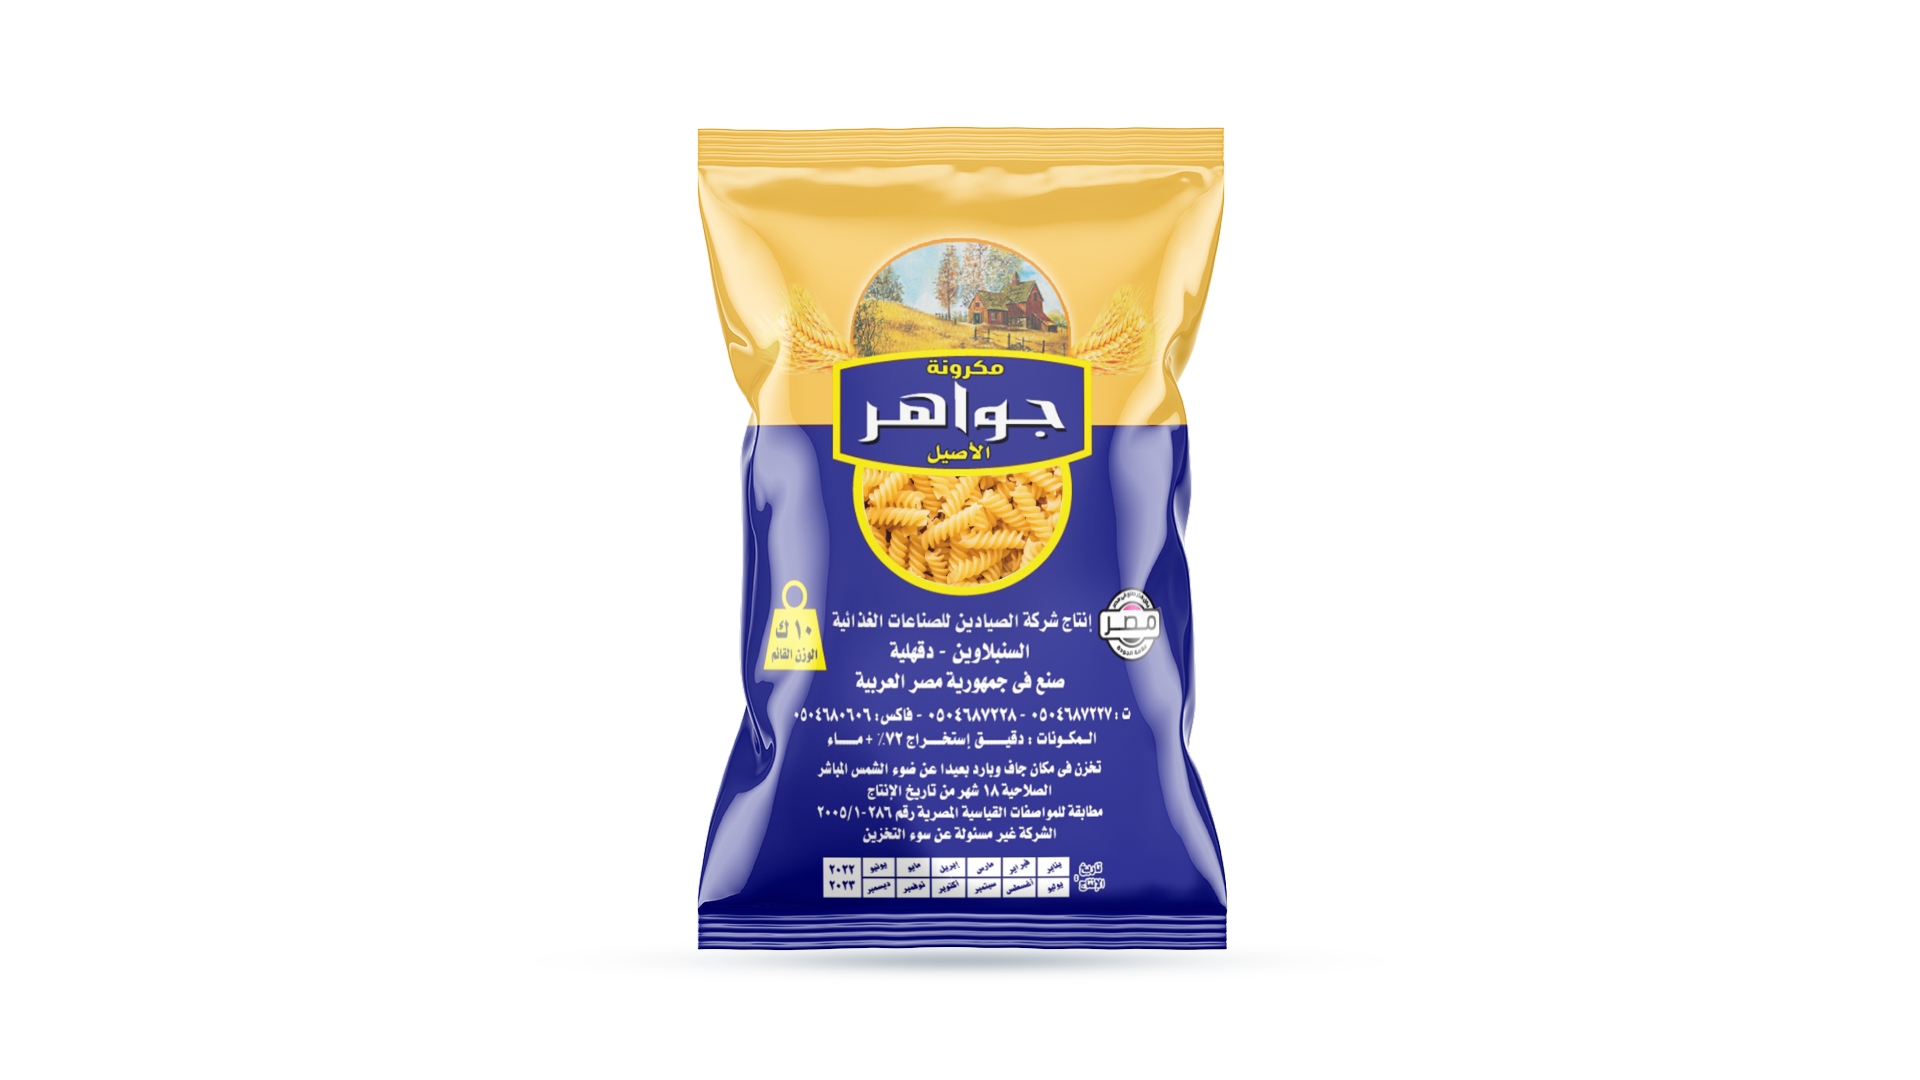 مكرونة
جواهر
الأصيل
إنتاج شركة الصيادين للصناعات الغذائية
السنبلاوين - دقهلية
صنع فى جمهورية مصر العربية
١٠ ك
الوزن القائم
مصر
ت : ٠٥٠٤٦٨٧٢٢٧ - ٠٥٠٤٦٨٧٢٢٨ - فاكس : ٠٥٠٤٦٨٠٦٠٦
المكونات : دقيق إستخراج ٧٢٪ + ماء
تخزن فى مكان جاف وبارد بعيدا عن ضوء الشمس المباشر
الصلاحية ١٨ شهر من تاريخ الإنتاج
مطابقة للمواصفات القياسية المصرية رقم ٢٨٦-٢٠٠٥/١
الشركة غير مسئولة عن سوء التخزين
تاريخ الإنتاج :
يناير فبراير مارس إبريل مايو يونيو ٢٠٢٢
يوليو أغسطس سبتمبر أكتوبر نوفمبر ديسمبر ٢٠٢٣